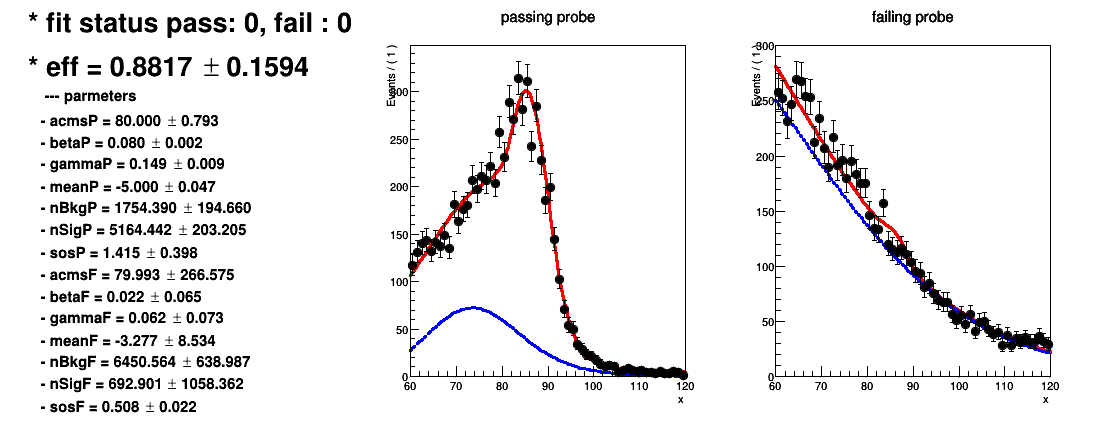 * fit status pass: 0, fail : 0
* eff = 0.8817 ± 0.1594
--- parmeters
- acmsP = 80.000 ± 0.793
- betaP = 0.080 ± 0.002
- gammaP = 0.149 ± 0.009
- meanP = -5.000 ± 0.047
- nBkgP = 1754.390 ± 194.660
- nSigP = 5164.442 ± 203.205
- sosP = 1.415 ± 0.398
- acmsF = 79.993 ± 266.575
- betaF = 0.022 ± 0.065
- gammaF = 0.062 ± 0.073
- meanF = -3.277 ± 8.534
- nBkgF = 6450.564 ± 638.987
- nSigF = 692.901 ± 1058.362
- sosF = 0.508 ± 0.022
passing probe
Events / ( 1 )
300
250
200
150
100
50
0
60 70 80 90 100 110 120
x
failing probe
Events / ( 1 )
300
250
200
150
100
50
0
60 70 80 90 100 110 120
x